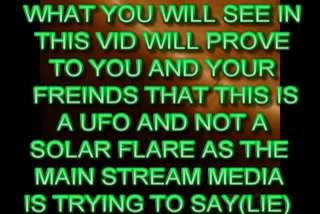 WHAT YOU WILL SEE IN
THIS VID WILL PROVE
TO YOU AND YOUR
FREINDS THAT THIS IS
A UFO AND NOT A
SOLAR FLARE AS THE
MAIN STREAM MEDIA
IS TRYING TO SAY(LIE)